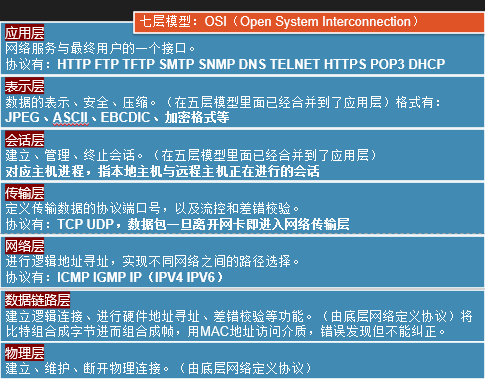 七层模型：OSI（Open System Interconnection）
应用层
网络服务与最终用户的一个接口。
协议有：HTTP FTP TFTP SMTP SNMP DNS TELNET HTTPS POP3 DHCP
表示层
数据的表示、安全、压缩。（在五层模型里面已经合并到了应用层）格式有：
JPEG、ASCII、EBCDIC、加密格式等
会话层
建立、管理、终止会话。（在五层模型里面已经合并到了应用层）
对应主机进程，指本地主机与远程主机正在进行的会话
传输层
定义传输数据的协议端口号，以及流控和差错校验。
协议有：TCP UDP，数据包一旦离开网卡即进入网络传输层
网络层
进行逻辑地址寻址，实现不同网络之间的路径选择。
协议有：ICMP IGMP IP（IPV4 IPV6）
数据链路层
建立逻辑连接、进行硬件地址寻址、差错校验等功能。（由底层网络定义协议）将
比特组合成字节进而组合成帧，用MAC地址访问介质，错误发现但不能纠正。
物理层
建立、维护、断开物理连接。（由底层网络定义协议）